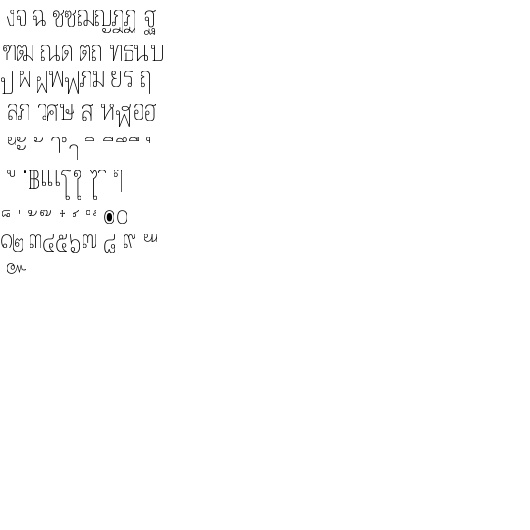 งจ ฉ ชซฌญฎฏ ฐ
ฑฒ ณด ตถ ทธนบ
ป ผ ฝพฟภม ยร ฤ
ลฦ วศษ ส หฬอฮ
ฯะ ั าำ ิ ีึื ุ
ู ฺ฿เแโใ ไๅ ๆ
็ ่ ้๊ ๋ ์ ํ๎ ๏๐
๑๒ ๓๔๕๖๗ ๘ ๙ ๚
๛